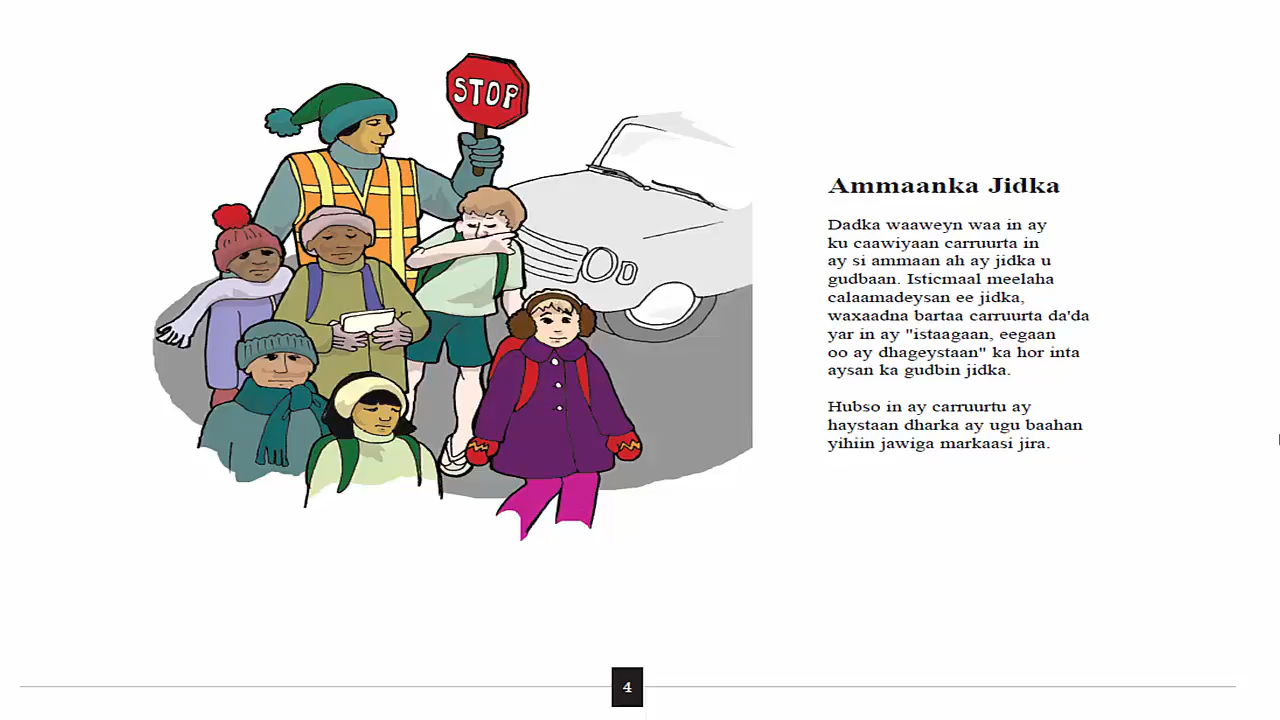 STOP
Ammaanka Jidka
Dadka waaweyn waa in ay
ku caawiyaan carruurta in
ay si ammaan ah ay jidka u
gudbaan. Isticmaal meelaha
calaamadeysan ee jidka,
waxaadna bartaa carruurta da'da
yar in ay "istaagaan, eegaan
oo ay dhageystaan" ka hor inta
aysan ka gudbin jidka.
Hubso in ay carruurtu ay
haystaan dharka ay ugu baahan
yihiin jawiga markaasi jira.
4